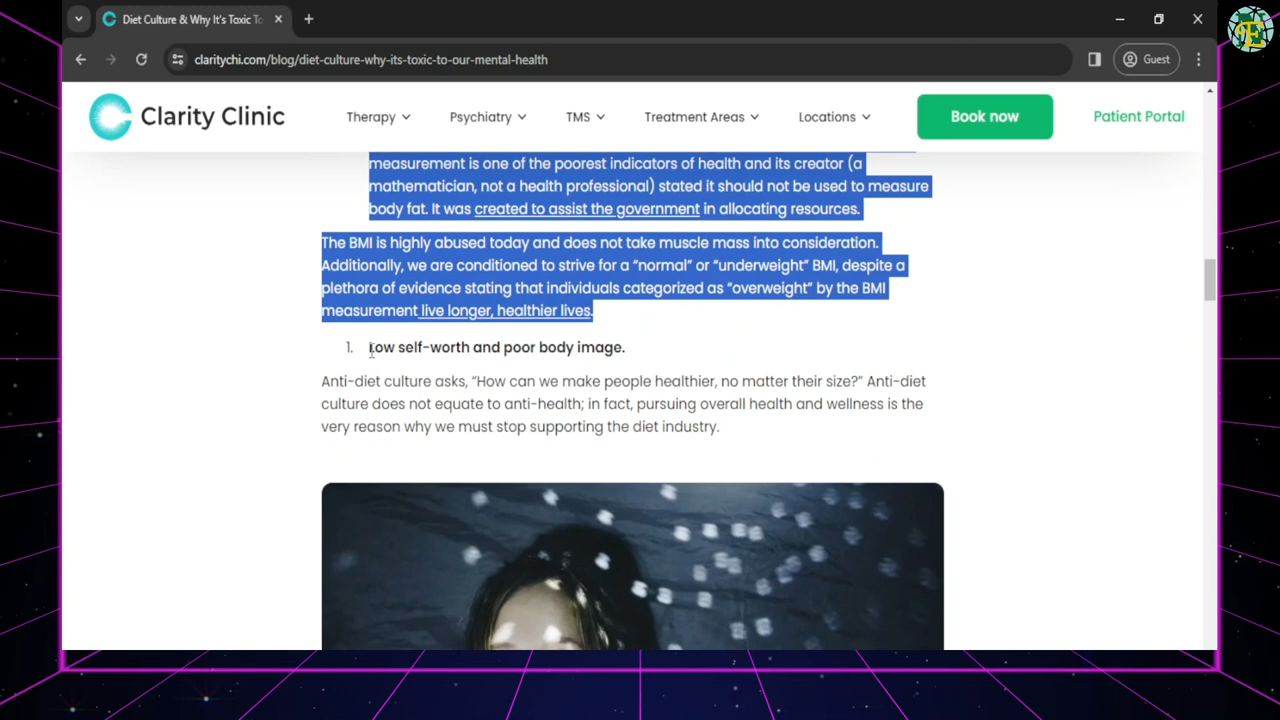 Diet Culture & Why It's Toxic To
Guest
claritychi.com/blog/diet-culture-why-its-toxic-to-our-mental-health
Clarity Clinic
Therapy
Psychiatry
TMS
Treatment Areas
Locations
Book now
Patient Portal
measurement is one of the poorest indicators of health and its creator (a
mathematician, not a health professional) stated it should not be used to measure
body fat. It was created to assist the government in allocating resources.
The BMI is highly abused today and does not take muscle mass into consideration.
Additionally, we are conditioned to strive for a “normal” or “underweight” BMI, despite a
plethora of evidence stating that individuals categorized as “overweight” by the BMI
measurement live longer, healthier lives.
1. Low self-worth and poor body image.
Anti-diet culture asks, “How can we make people healthier, no matter their size?” Anti-diet
culture does not equate to anti-health; in fact, pursuing overall health and wellness is the
very reason why we must stop supporting the diet industry.